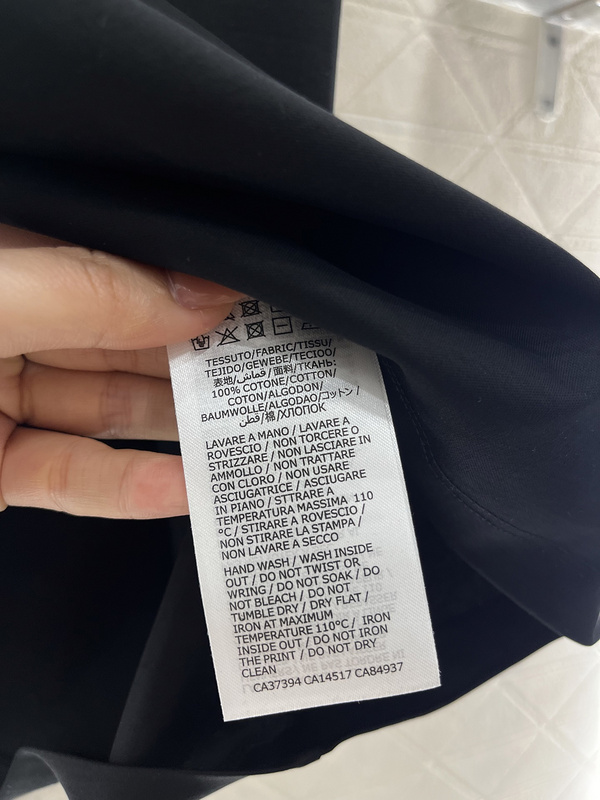 TESSUTO/FABRIC/TISSU/
TEJIDO/GEWEBE/TECIOO/
表地/قماش/面料/ТКАНЬ:
100% COTONE/COTTON/
COTON/ALGODON/
BAUMWOLLE/ALGODAO/コットン/
قطن/棉/ХЛОПОК
LAVARE A MANO / LAVARE A
ROVESCIO / NON TORCERE O
STRIZZARE / NON LASCIARE IN
AMMOLLO / NON TRATTARE
CON CLORO / NON USARE
ASCIUGATRICE / ASCIUGARE
IN PIANO / STTRARE A
TEMPERATURA MASSIMA 110
°C / STIRARE A ROVESCIO /
NON STIRARE LA STAMPA /
NON LAVARE A SECCO
HAND WASH / WASH INSIDE
OUT / DO NOT TWIST OR
WRING / DO NOT SOAK / DO
NOT BLEACH / DO NOT
TUMBLE DRY / DRY FLAT /
IRON AT MAXIMUM
TEMPERATURE 110°C / IRON
INSIDE OUT / DO NOT IRON
THE PRINT / DO NOT DRY
CLEAN
CA37394 CA14517 CA84937